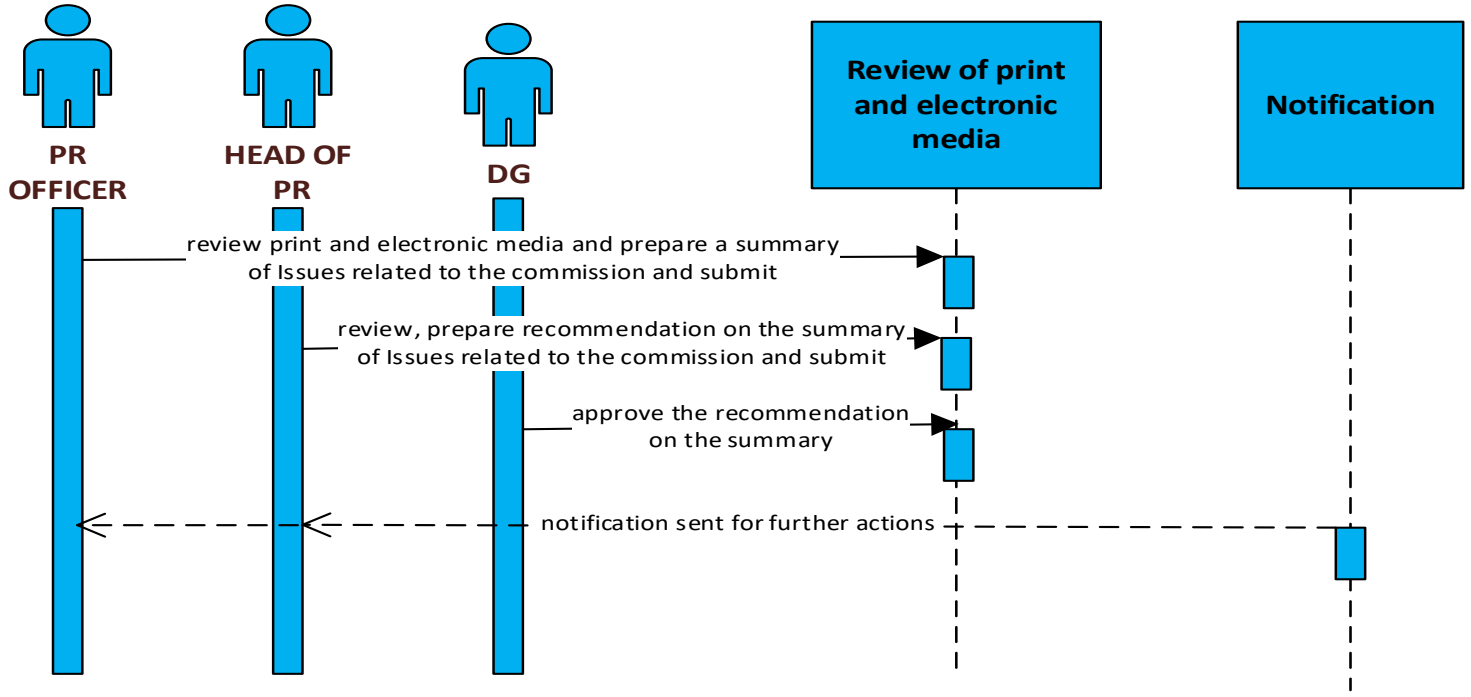 PR
OFFICER
HEAD OF
PR
DG
Review of print
and electronic
media
Notification
review print and electronic media and prepare a summary
of Issues related to the commission and submit
review, prepare recommendation on the summary
of Issues related to the commission and submit
approve the recommendation
on the summary
notification sent for further actions